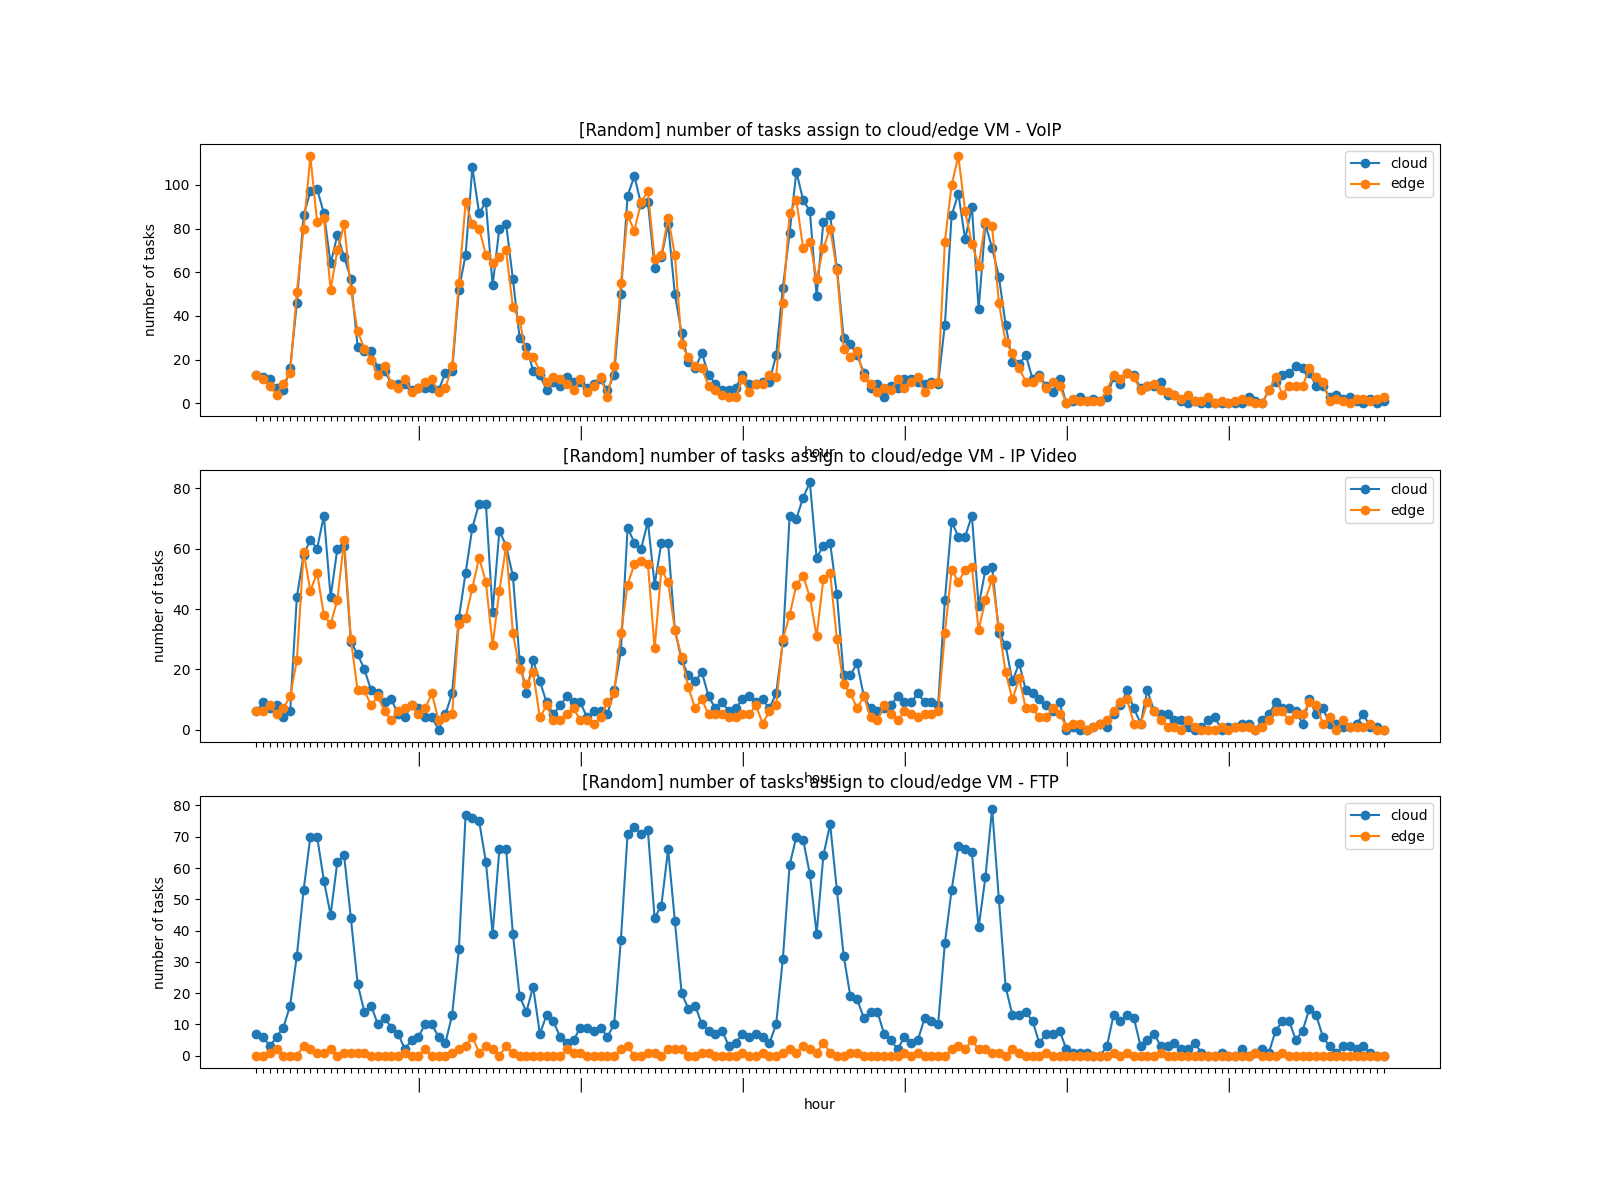 [Random] number of tasks assign to cloud/edge VM - VoIP
cloud
edge
number of tasks
100
80
60
40
20
0
hour
[Random] number of tasks assign to cloud/edge VM - IP Video
cloud
edge
number of tasks
80
60
40
20
0
hour
[Random] number of tasks assign to cloud/edge VM - FTP
cloud
edge
number of tasks
80
70
60
50
40
30
20
10
0
hour